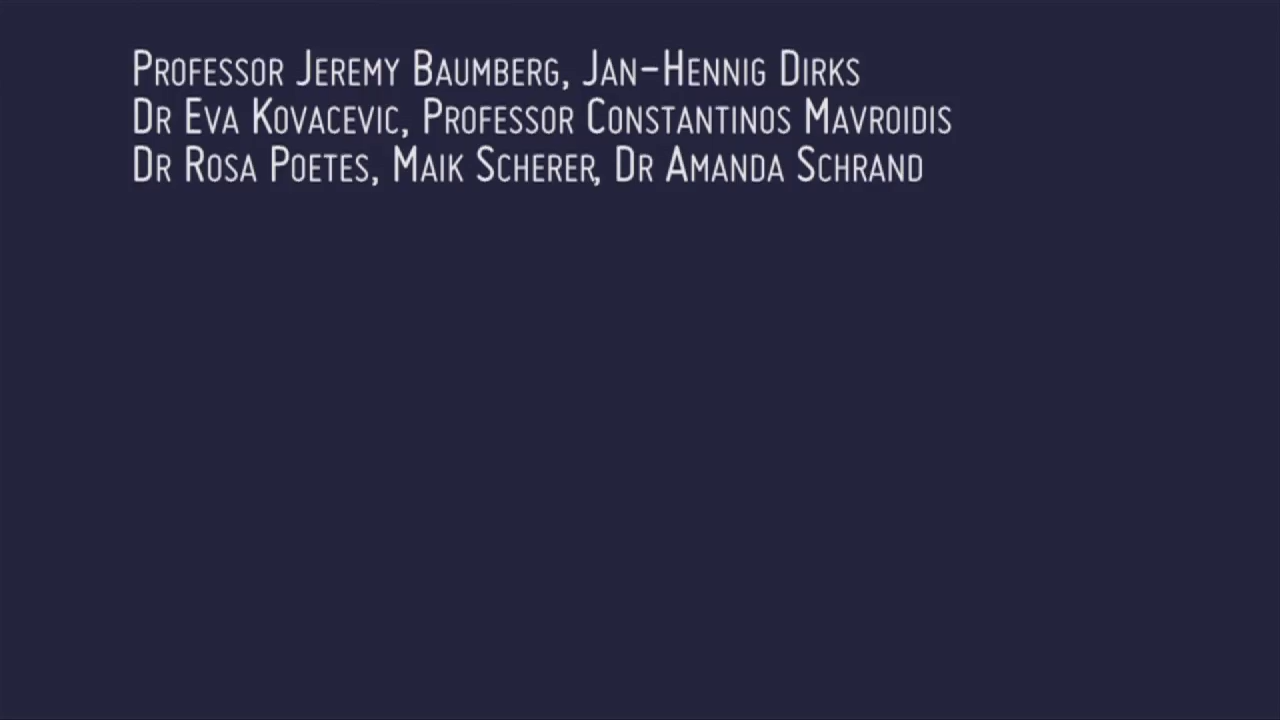 Professor Jeremy Baumberg, Jan-Hennig Dirks
Dr Eva Kovacevic, Professor Constantinos Mavroidis
Dr Rosa Poetes, Maik Scherer, Dr Amanda Schrand